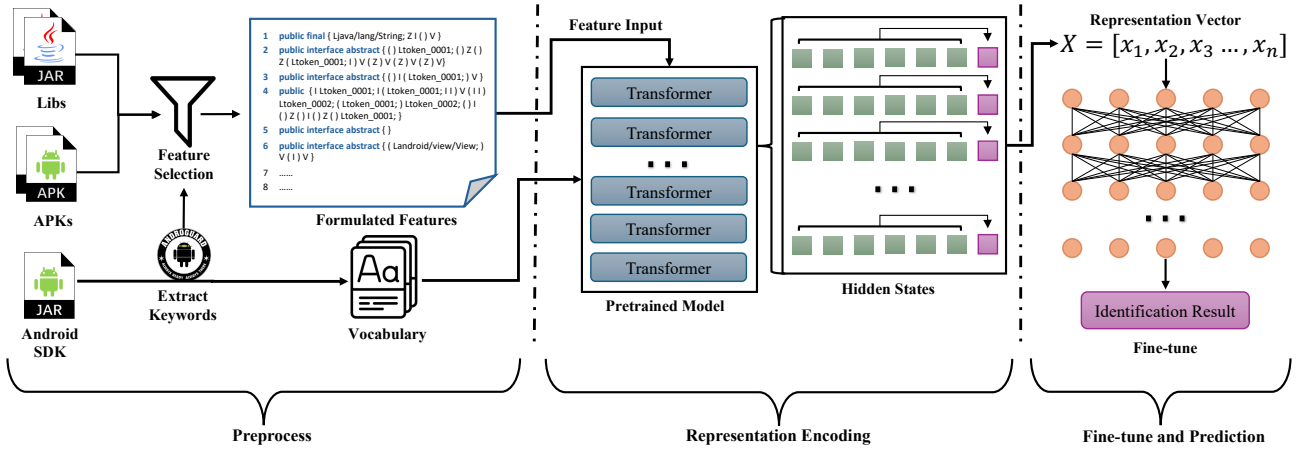 JAR
Libs
APK
APKs
JAR
Android
SDK
Feature
Selection
ANDROGUARD
Extract
Keywords
1 public final { Ljava/lang/String; Z I ( ) V }
2 public interface abstract { ( ) Ltoken_0001; ( ) Z ( )
Z ( Ltoken_0001; I ) V ( Z ) V ( Z ) V ( Z ) V}
3 public interface abstract { ( ) I ( Ltoken_0001; ) V }
4 public { I Ltoken_0001; I ( Ltoken_0001; I I ) V ( I I )
Ltoken_0002; ( Ltoken_0001; ) Ltoken_0002; ( ) I
( ) Z ( ) I ( ) Z ( ) Ltoken_0001; }
5 public interface abstract { }
6 public interface abstract { ( Landroid/view/View; )
V ( I ) V }
7 ......
8 ......
Formulated Features
Aa
Vocabulary
Preprocess
Feature Input
Transformer
Transformer
...
Transformer
Transformer
Transformer
Pretrained Model
...
Hidden States
Representation Encoding
Representation Vector
X = [x1, x2, x3 ..., xn]
...
Identification Result
Fine-tune
Fine-tune and Prediction